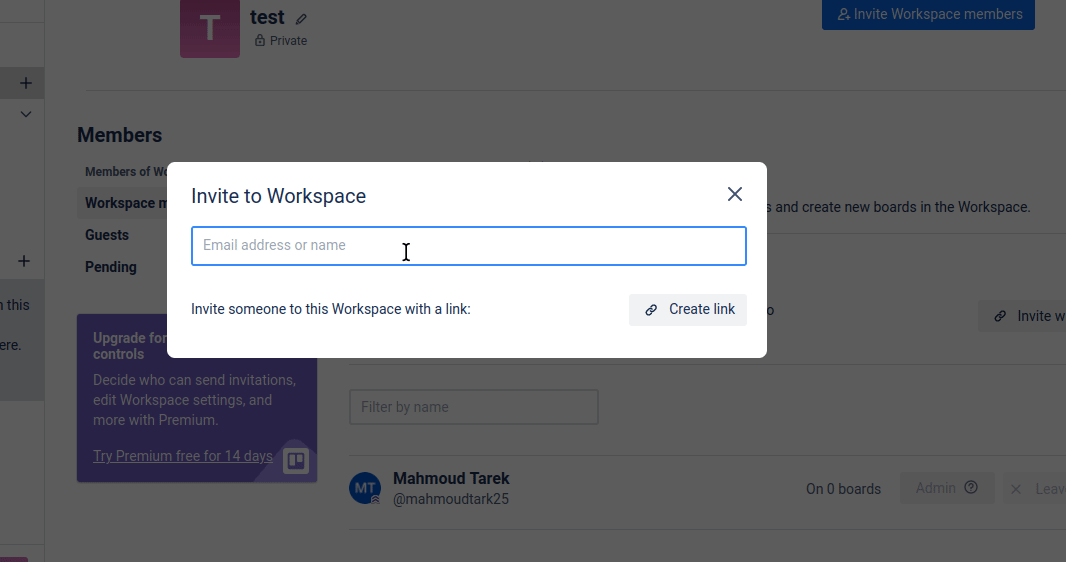 T
test
Private
Invite Workspace members
Members
Members of Wo
Workspace m
Guests
Pending
s and create new boards in the Workspace.
Invite to Workspace
Email address or name
Invite someone to this Workspace with a link:
Create link
o
Invite w
n this
ere.
Upgrade for
controls
Decide who can send invitations,
edit Workspace settings, and
more with Premium.
Try Premium free for 14 days
Filter by name
MT
Mahmoud Tarek
@mahmoudtark25
On 0 boards
Admin
Leav